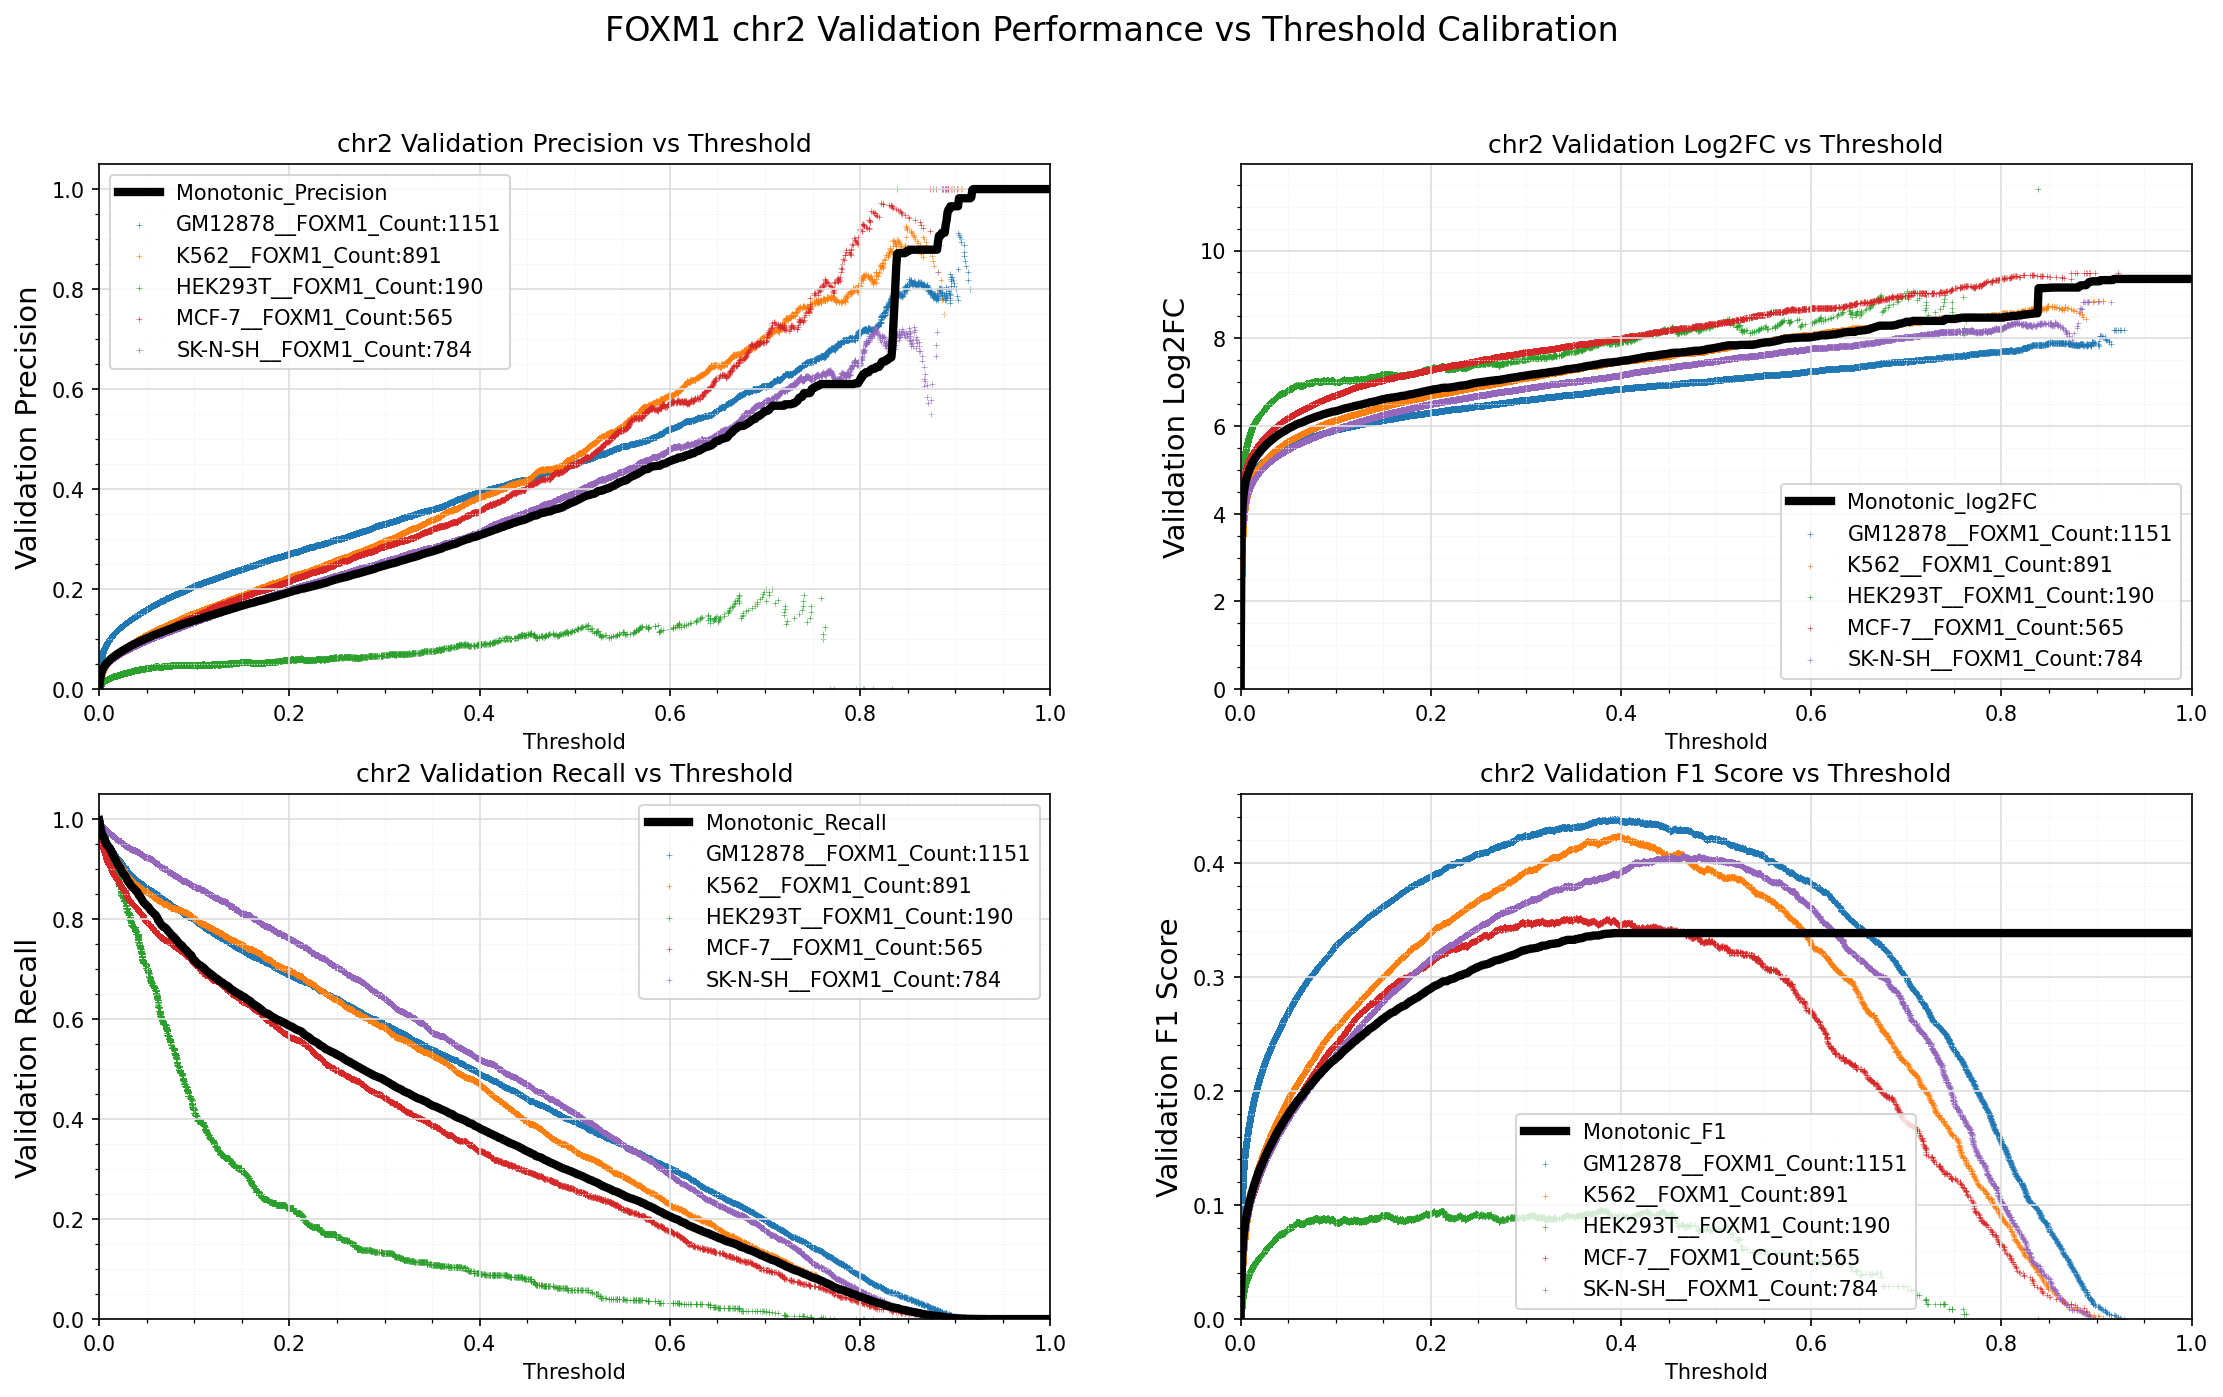 FOXM1 chr2 Validation Performance vs Threshold Calibration
chr2 Validation Precision vs Threshold
Validation Precision
1.0
0.8
0.6
0.4
0.2
0.0
Monotonic_Precision
GM12878__FOXM1_Count:1151
K562__FOXM1_Count:891
HEK293T__FOXM1_Count:190
MCF-7__FOXM1_Count:565
SK-N-SH__FOXM1_Count:784
0.0 0.2 0.4 0.6 0.8 1.0
Threshold
chr2 Validation Log2FC vs Threshold
Validation Log2FC
10
8
6
4
2
0
Monotonic_log2FC
GM12878__FOXM1_Count:1151
K562__FOXM1_Count:891
HEK293T__FOXM1_Count:190
MCF-7__FOXM1_Count:565
SK-N-SH__FOXM1_Count:784
0.0 0.2 0.4 0.6 0.8 1.0
Threshold
chr2 Validation Recall vs Threshold
Validation Recall
1.0
0.8
0.6
0.4
0.2
0.0
Monotonic_Recall
GM12878__FOXM1_Count:1151
K562__FOXM1_Count:891
HEK293T__FOXM1_Count:190
MCF-7__FOXM1_Count:565
SK-N-SH__FOXM1_Count:784
0.0 0.2 0.4 0.6 0.8 1.0
Threshold
chr2 Validation F1 Score vs Threshold
Validation F1 Score
0.4
0.3
0.2
0.1
0.0
Monotonic_F1
GM12878__FOXM1_Count:1151
K562__FOXM1_Count:891
HEK293T__FOXM1_Count:190
MCF-7__FOXM1_Count:565
SK-N-SH__FOXM1_Count:784
0.0 0.2 0.4 0.6 0.8 1.0
Threshold